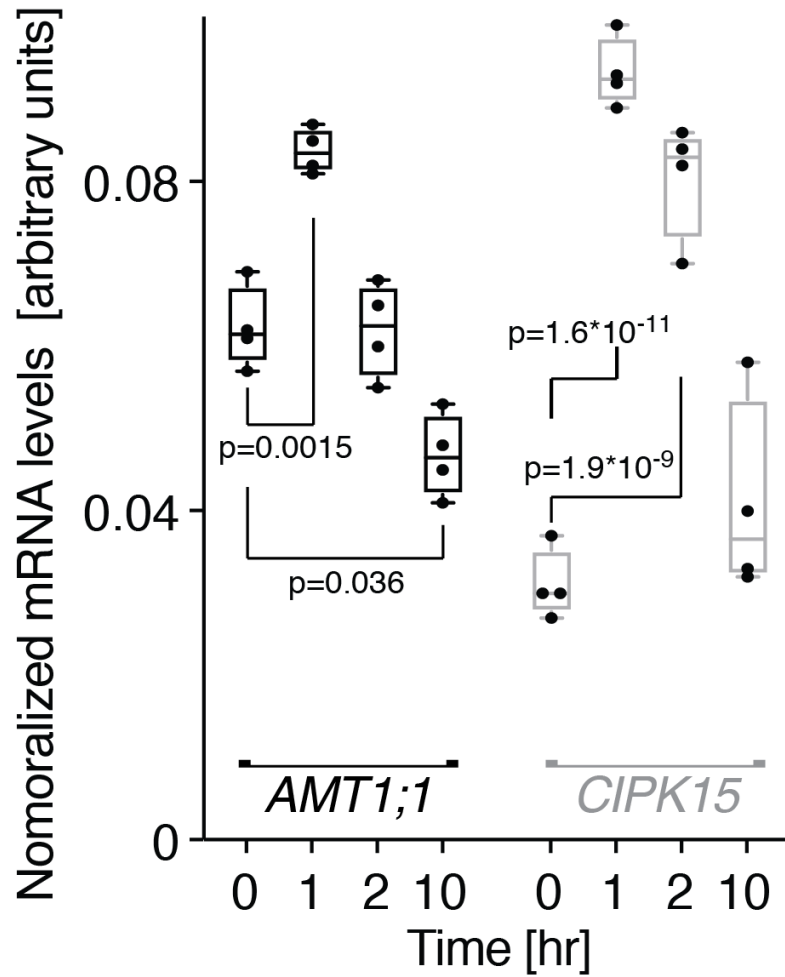 Nomoralized mRNA levels [arbitrary units]
0.08
0.04
0
p=0.0015
p=0.036
p=1.6*10⁻¹¹
p=1.9*10⁻⁹
AMT1;1
CIPK15
0 1 2 10 0 1 2 10
Time [hr]